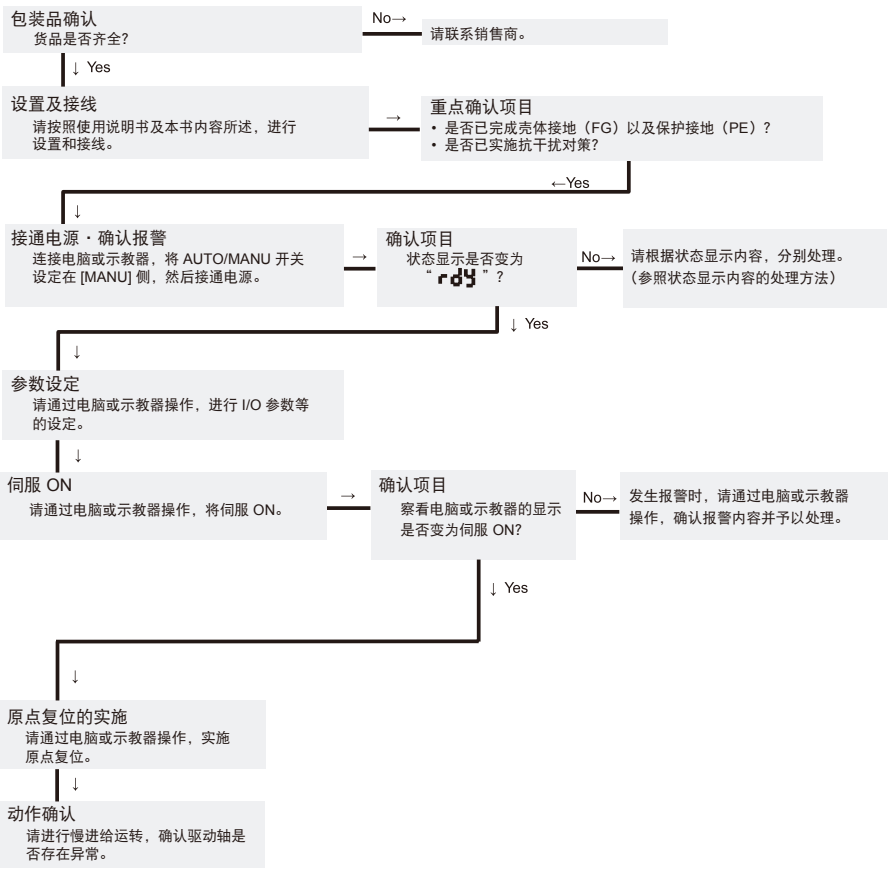 包装品确认
货品是否齐全?
No→
请联系销售商。
↓ Yes
设置及接线
请按照使用说明书及本书内容所述，进行
设置和接线。
→
重点确认项目
• 是否已完成壳体接地（FG）以及保护接地（PE）?
• 是否已实施抗干扰对策?
←Yes
↓
接通电源・确认报警
连接电脑或示教器，将 AUTO/MANU 开关
设定在 [MANU] 侧，然后接通电源。
→
确认项目
状态显示是否变为
“ rdy ”?
No→
请根据状态显示内容，分别处理。
（参照状态显示内容的处理方法）
↓ Yes
↓
参数设定
请通过电脑或示教器操作，进行 I/O 参数等
的设定。
↓
伺服 ON
请通过电脑或示教器操作，将伺服 ON。
→
确认项目
察看电脑或示教器的显示
是否变为伺服 ON?
No→
发生报警时，请通过电脑或示教器
操作，确认报警内容并予以处理。
↓ Yes
↓
原点复位的实施
请通过电脑或示教器操作，实施
原点复位。
↓
动作确认
请进行慢进给运转，确认驱动轴是
否存在异常。